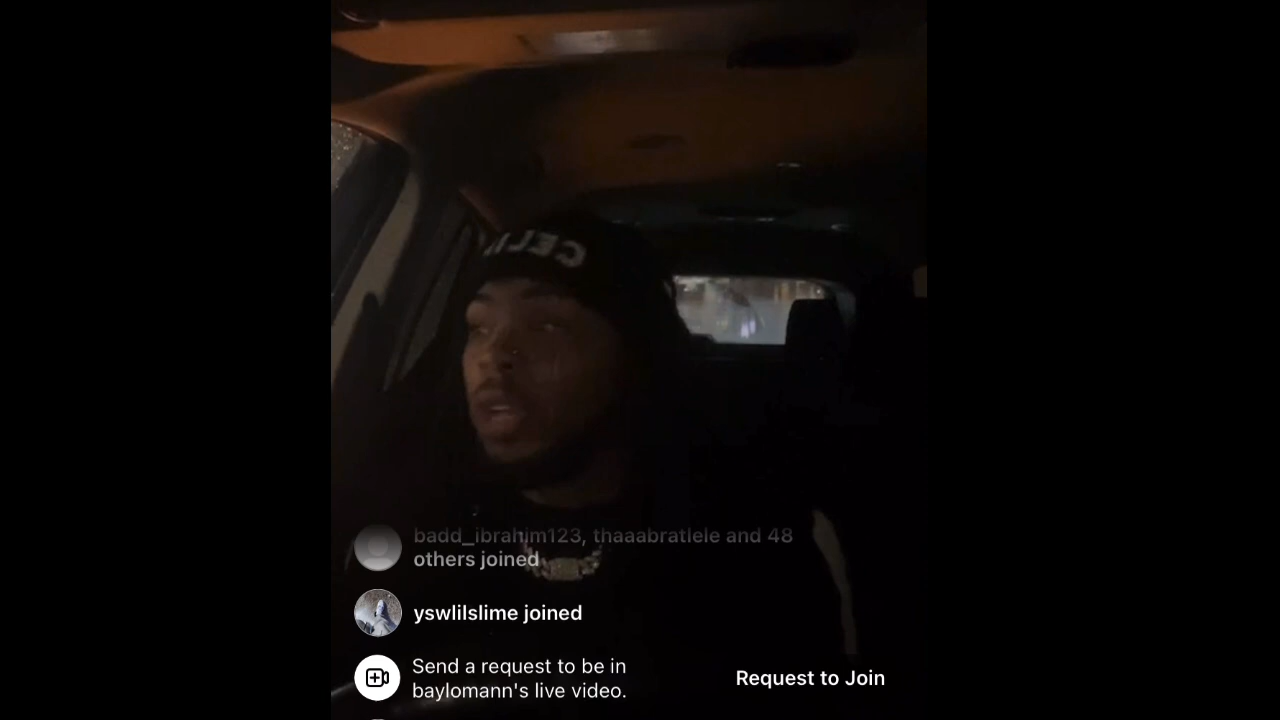 CELI
badd_ibrahim123, thaaabratlele and 48
others joined
yswlilslime joined
Send a request to be in
baylomann's live video.
Request to Join